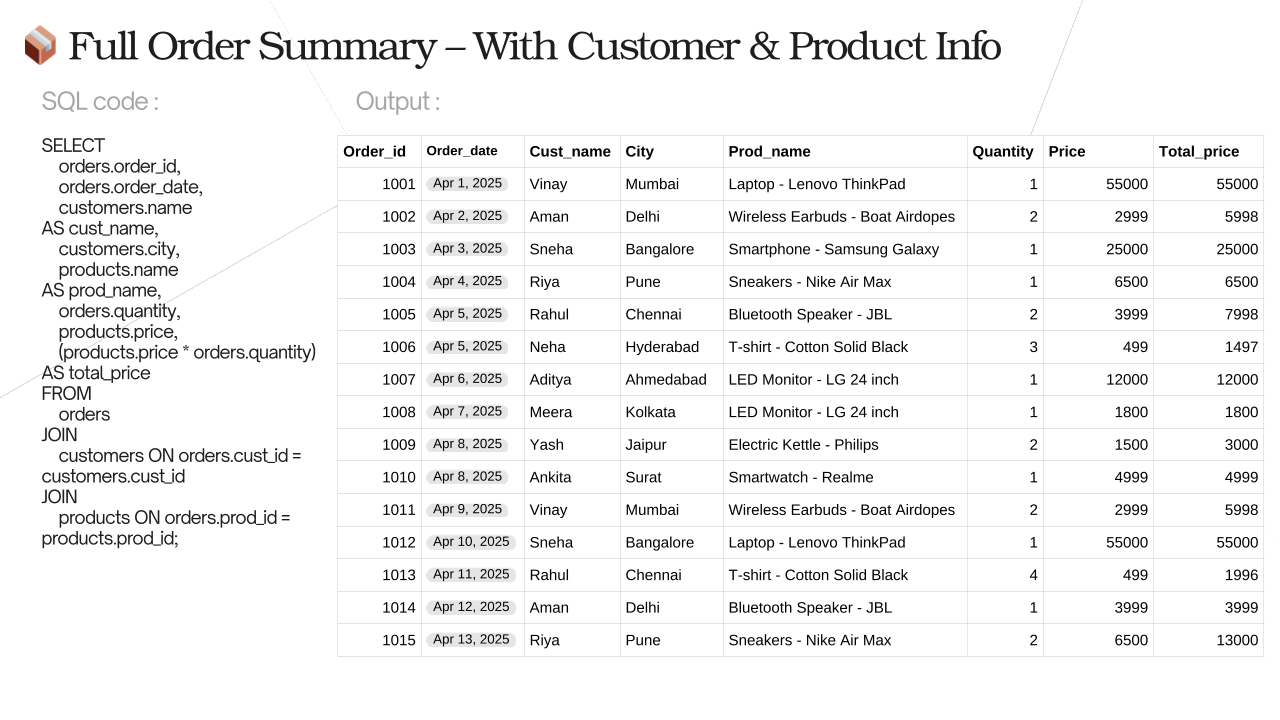 Full Order Summary – With Customer & Product Info
SQL code :
SELECT
orders.order_id,
orders.order_date,
customers.name
AS cust_name,
customers.city,
products.name
AS prod_name,
orders.quantity,
products.price,
(products.price * orders.quantity)
AS total_price
FROM
orders
JOIN
customers ON orders.cust_id =
customers.cust_id
JOIN
products ON orders.prod_id =
products.prod_id;
Output :
Order_id Order_date Cust_name City Prod_name Quantity Price Total_price
1001 Apr 1, 2025 Vinay Mumbai Laptop - Lenovo ThinkPad 1 55000 55000
1002 Apr 2, 2025 Aman Delhi Wireless Earbuds - Boat Airdopes 2 2999 5998
1003 Apr 3, 2025 Sneha Bangalore Smartphone - Samsung Galaxy 1 25000 25000
1004 Apr 4, 2025 Riya Pune Sneakers - Nike Air Max 1 6500 6500
1005 Apr 5, 2025 Rahul Chennai Bluetooth Speaker - JBL 2 3999 7998
1006 Apr 5, 2025 Neha Hyderabad T-shirt - Cotton Solid Black 3 499 1497
1007 Apr 6, 2025 Aditya Ahmedabad LED Monitor - LG 24 inch 1 12000 12000
1008 Apr 7, 2025 Meera Kolkata LED Monitor - LG 24 inch 1 1800 1800
1009 Apr 8, 2025 Yash Jaipur Electric Kettle - Philips 2 1500 3000
1010 Apr 8, 2025 Ankita Surat Smartwatch - Realme 1 4999 4999
1011 Apr 9, 2025 Vinay Mumbai Wireless Earbuds - Boat Airdopes 2 2999 5998
1012 Apr 10, 2025 Sneha Bangalore Laptop - Lenovo ThinkPad 1 55000 55000
1013 Apr 11, 2025 Rahul Chennai T-shirt - Cotton Solid Black 4 499 1996
1014 Apr 12, 2025 Aman Delhi Bluetooth Speaker - JBL 1 3999 3999
1015 Apr 13, 2025 Riya Pune Sneakers - Nike Air Max 2 6500 13000